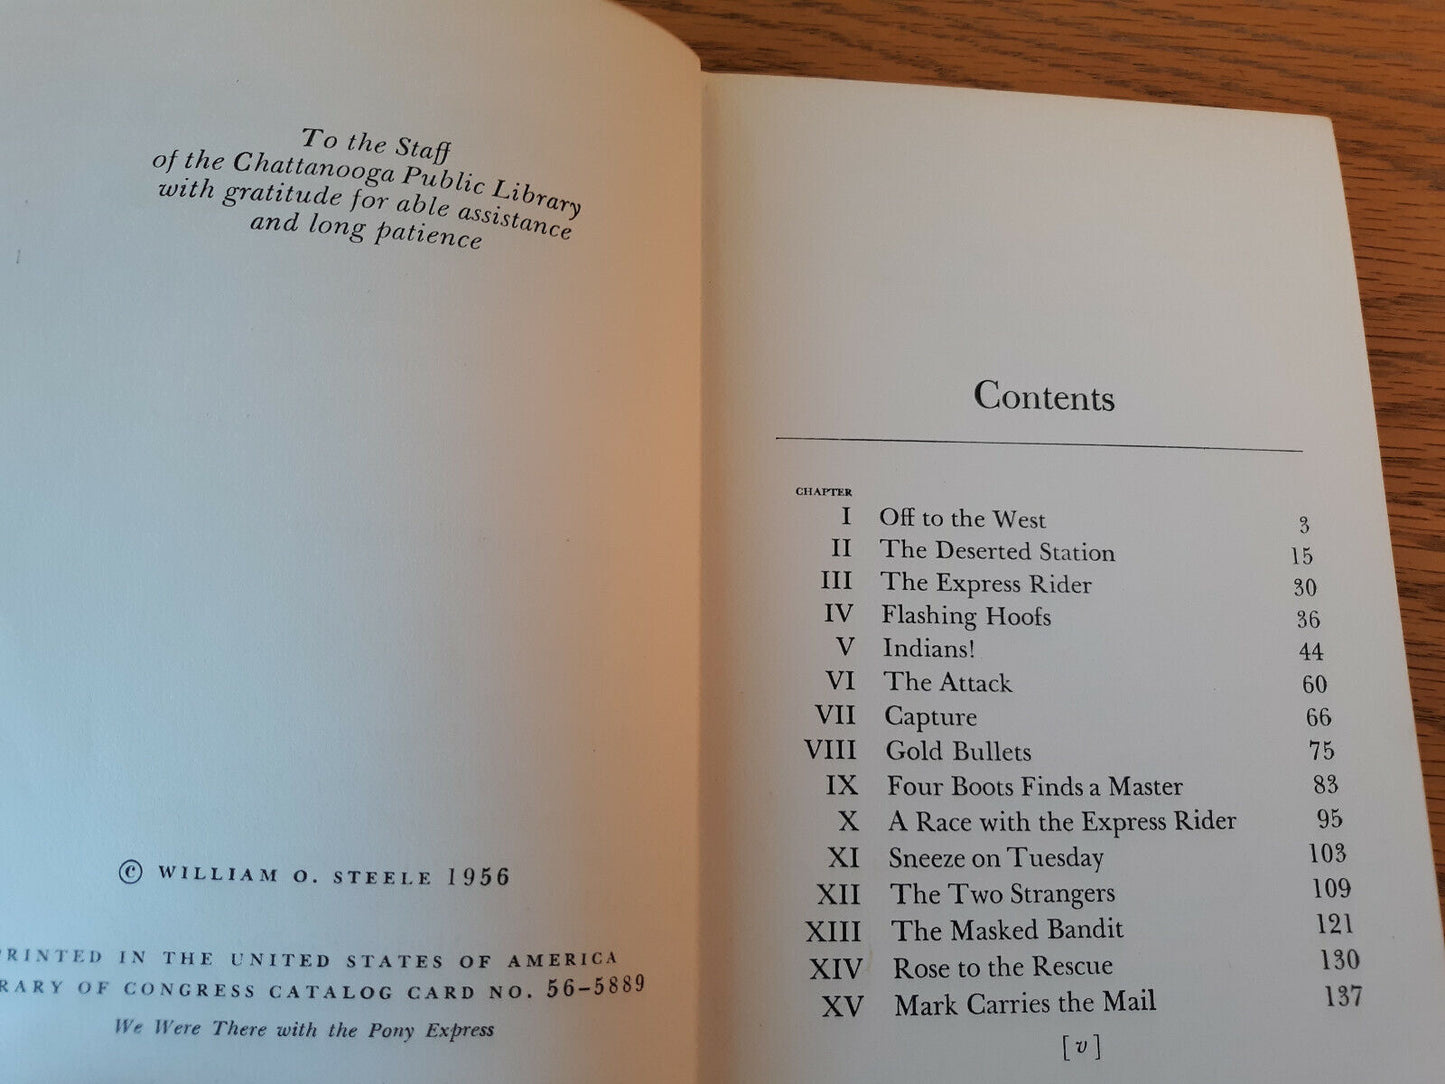 To the Staff
of the Chattanooga Public Library
with gratitude for able assistance
and long patience
© WILLIAM O. STEELE 1956
PRINTED IN THE UNITED STATES OF AMERICA
RARY OF CONGRESS CATALOG CARD NO. 56-5889
We Were There with the Pony Express
Contents
CHAPTER
I Off to the West 3
II The Deserted Station 15
III The Express Rider 30
IV Flashing Hoofs 36
V Indians! 44
VI The Attack 60
VII Capture 66
VIII Gold Bullets 75
IX Four Boots Finds a Master 83
X A Race with the Express Rider 95
XI Sneeze on Tuesday 103
XII The Two Strangers 109
XIII The Masked Bandit 121
XIV Rose to the Rescue 130
XV Mark Carries the Mail 137
[v]